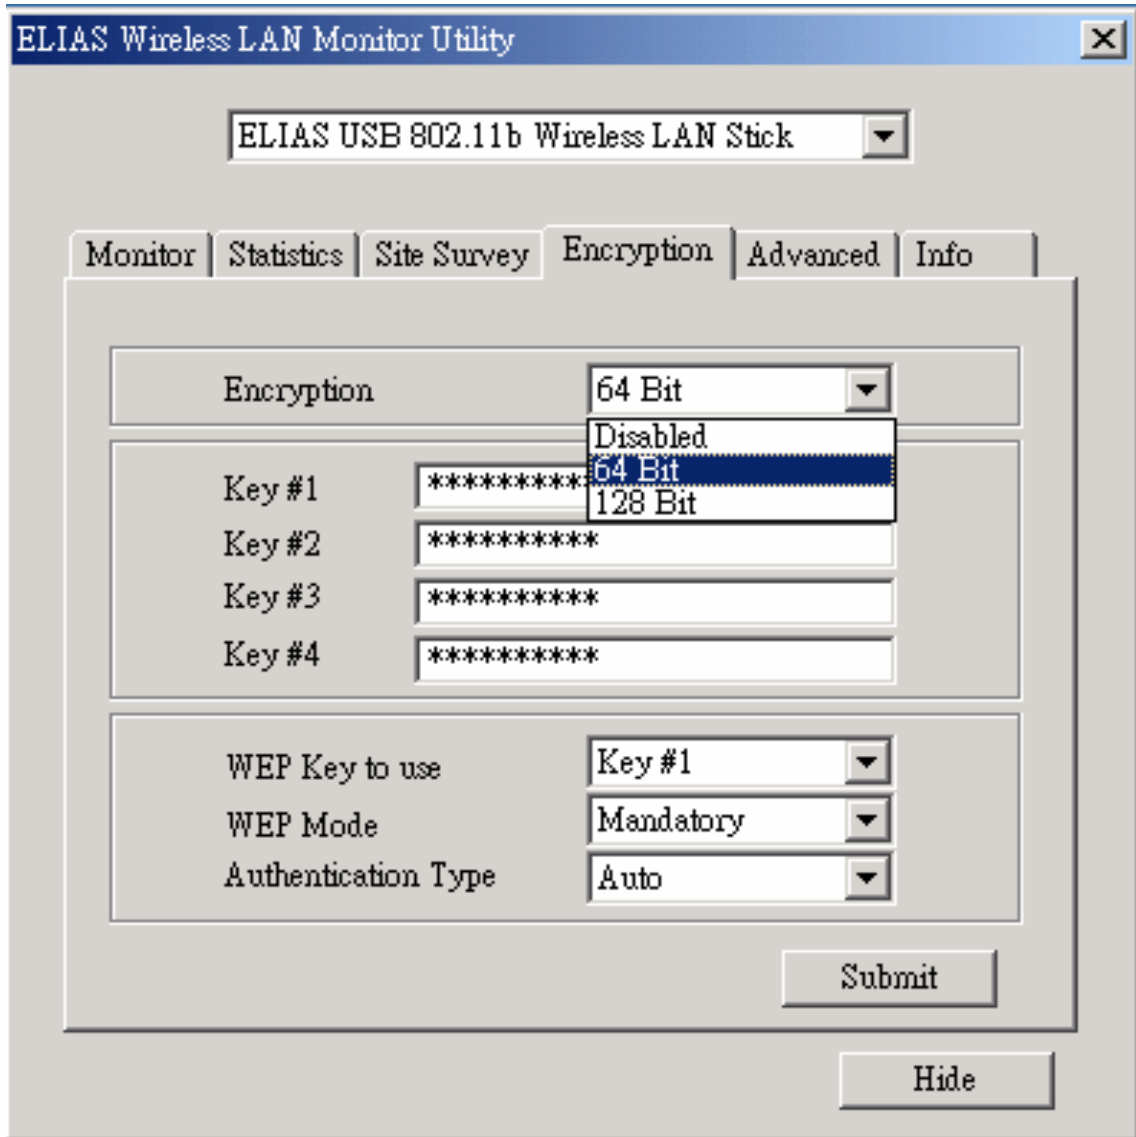 ELIAS Wireless LAN Monitor Utility
ELIAS USB 802.11b Wireless LAN Stick
Monitor Statistics Site Survey Encryption Advanced Info
Encryption 64 Bit
Disabled
64 Bit
128 Bit
Key #1 **********
Key #2 **********
Key #3 **********
Key #4 **********
WEP Key to use Key #1
WEP Mode Mandatory
Authentication Type Auto
Submit
Hide